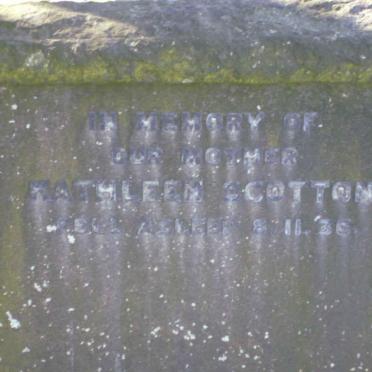 IN MEMORY OF
OUR MOTHER
KATHLEEN SCOTTON
FELL ASLEEP 8.11.36